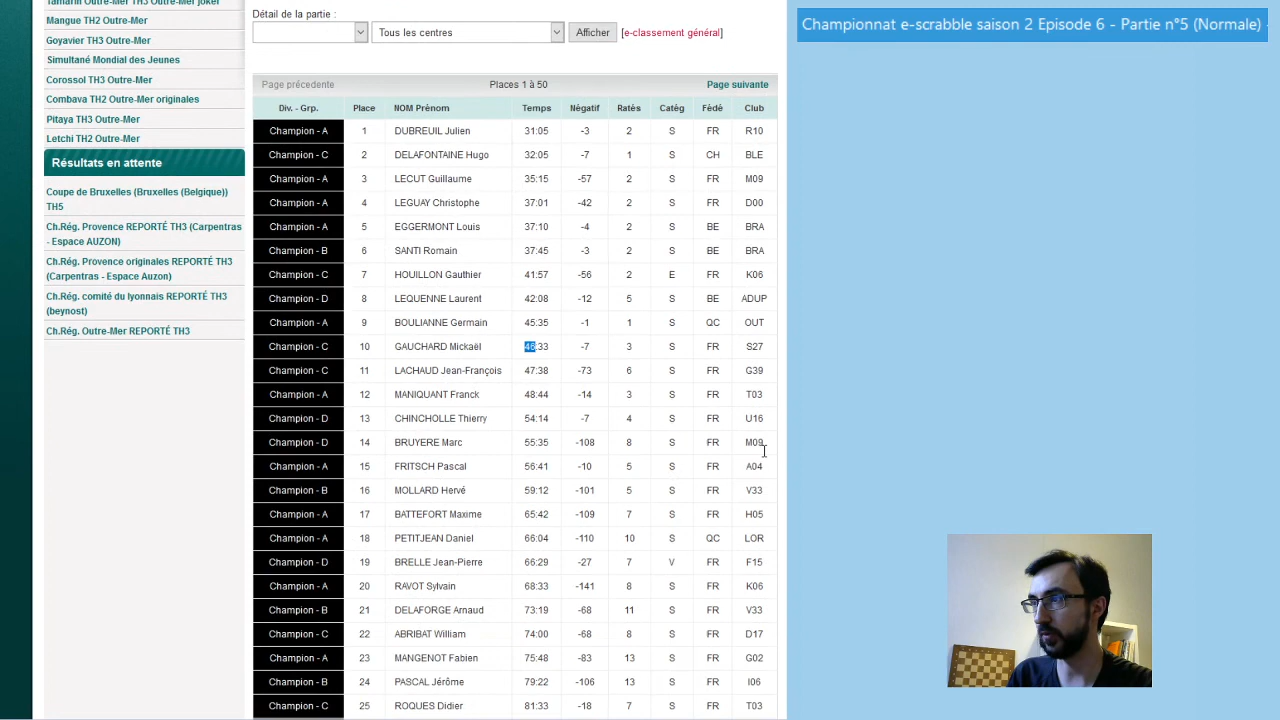 Tamarin Outre-Mer TH3 Outre-Mer joker
Mangue TH2 Outre-Mer
Goyavier TH3 Outre-Mer
Simultané Mondial des Jeunes
Corossol TH3 Outre-Mer
Combava TH2 Outre-Mer originales
Pitaya TH3 Outre-Mer
Letchi TH2 Outre-Mer
Résultats en attente
Coupe de Bruxelles (Bruxelles (Belgique))
TH5
Ch.Rég. Provence REPORTÉ TH3 (Carpentras
- Espace AUZON)
Ch.Rég. Provence originales REPORTÉ TH3
(Carpentras - Espace Auzon)
Ch.Rég. comité du lyonnais REPORTÉ TH3
(beynost)
Ch.Rég. Outre-Mer REPORTÉ TH3
Détail de la partie :
Tous les centres Afficher [e-classement général]
Page précedente Places 1 à 50 Page suivante
Div. - Grp. Place NOM Prénom Temps Négatif Ratés Catég Fédé Club
Champion - A 1 DUBREUIL Julien 31:05 -3 2 S FR R10
Champion - C 2 DELAFONTAINE Hugo 32:05 -7 1 S CH BLE
Champion - A 3 LECUT Guillaume 35:15 -57 2 S FR M09
Champion - A 4 LEGUAY Christophe 37:01 -42 2 S FR D00
Champion - A 5 EGGERMONT Louis 37:10 -4 2 S BE BRA
Champion - B 6 SANTI Romain 37:45 -3 2 S BE BRA
Champion - C 7 HOUILLON Gauthier 41:57 -56 2 E FR K06
Champion - D 8 LEQUENNE Laurent 42:08 -12 5 S BE ADUP
Champion - A 9 BOULIANNE Germain 45:35 -1 1 S QC OUT
Champion - C 10 GAUCHARD Mickaël 46:33 -7 3 S FR S27
Champion - C 11 LACHAUD Jean-François 47:38 -73 6 S FR G39
Champion - A 12 MANIQUANT Franck 48:44 -14 3 S FR T03
Champion - D 13 CHINCHOLLE Thierry 54:14 -7 4 S FR U16
Champion - D 14 BRUYERE Marc 55:35 -108 8 S FR M09
Champion - A 15 FRITSCH Pascal 56:41 -10 5 S FR A04
Champion - B 16 MOLLARD Hervé 59:12 -101 5 S FR V33
Champion - A 17 BATTEFORT Maxime 65:42 -109 7 S FR H05
Champion - A 18 PETITJEAN Daniel 66:04 -110 10 S QC LOR
Champion - D 19 BRELLE Jean-Pierre 66:29 -27 7 V FR F15
Champion - A 20 RAVOT Sylvain 68:33 -141 8 S FR K06
Champion - B 21 DELAFORGE Arnaud 73:19 -68 11 S FR V33
Champion - C 22 ABRIBAT William 74:00 -68 8 S FR D17
Champion - A 23 MANGENOT Fabien 75:48 -83 13 S FR G02
Champion - B 24 PASCAL Jérôme 79:22 -106 13 S FR I06
Champion - C 25 ROQUES Didier 81:33 -18 7 S FR T03
Championnat e-scrabble saison 2 Episode 6 - Partie n°5 (Normale) -